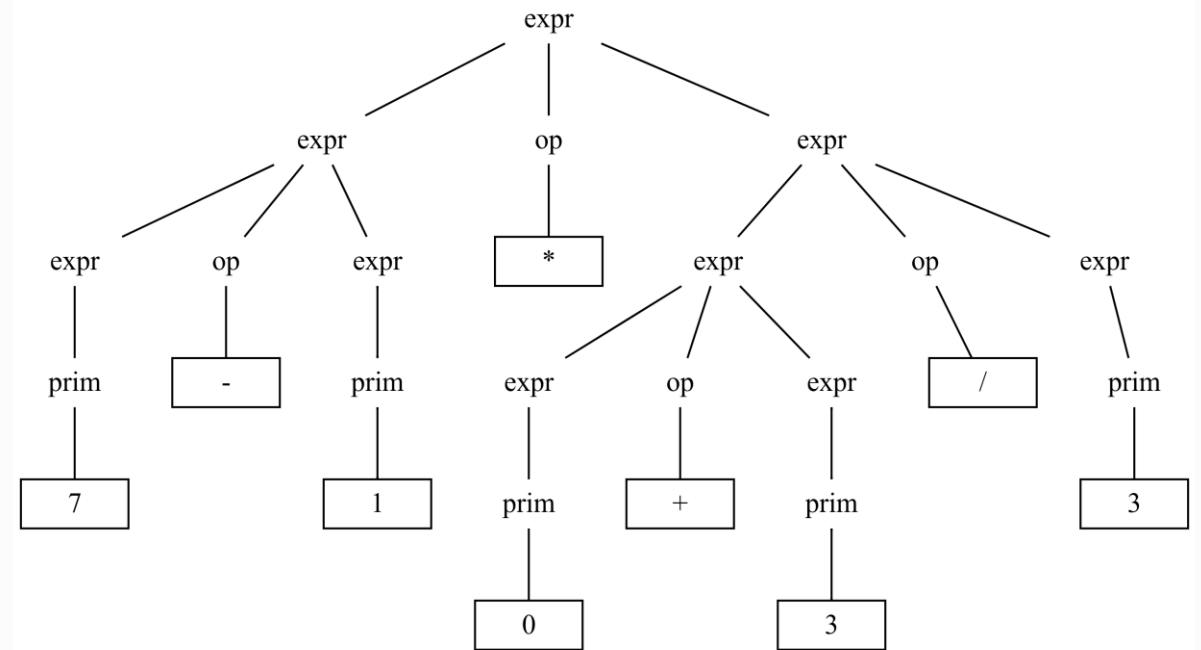 expr
expr op expr
expr op expr * expr op expr
prim - prim expr op expr / prim
7 1 prim + prim 3
0 3